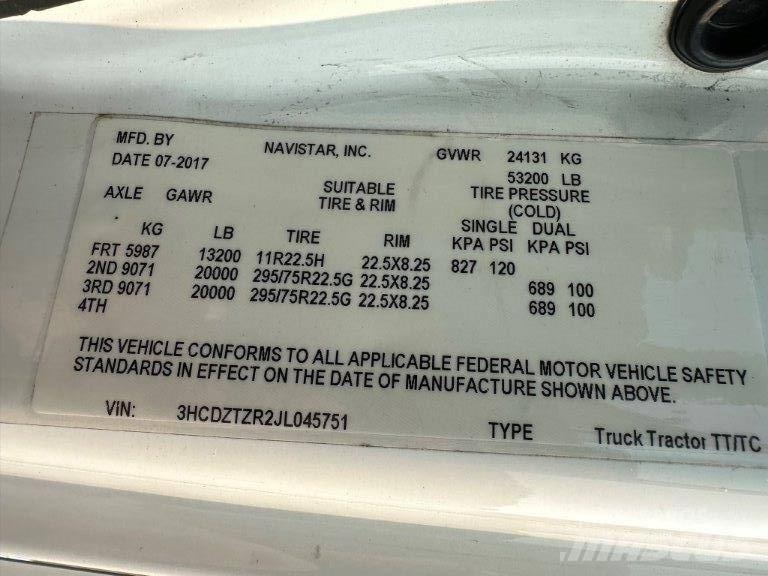 MFD. BY NAVISTAR, INC. GVWR 24131 KG
DATE 07-2017 53200 LB
AXLE GAWR SUITABLE TIRE PRESSURE
TIRE & RIM (COLD)
SINGLE DUAL
KG LB TIRE RIM KPA PSI KPA PSI
FRT 5987 13200 11R22.5H 22.5X8.25 827 120
2ND 9071 20000 295/75R22.5G 22.5X8.25 689 100
3RD 9071 20000 295/75R22.5G 22.5X8.25 689 100
4TH
THIS VEHICLE CONFORMS TO ALL APPLICABLE FEDERAL MOTOR VEHICLE SAFETY
STANDARDS IN EFFECT ON THE DATE OF MANUFACTURE SHOWN ABOVE.
VIN: 3HCDZTZR2JL045751 TYPE Truck Tractor TT/TC
MASCUS